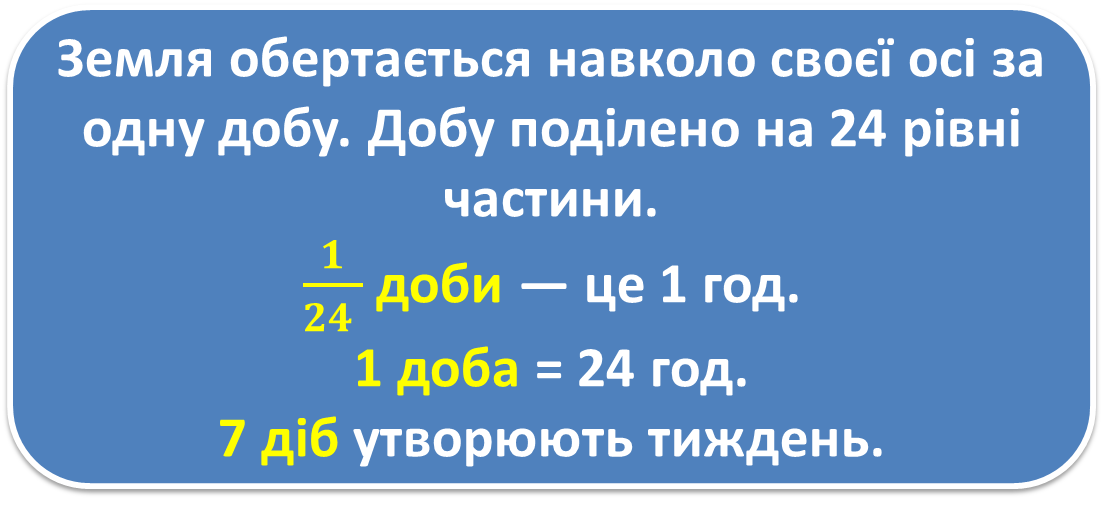 Земля обертається навколо своєї осі за
одну добу. Добу поділено на 24 рівні
частини.
1/24 доби — це 1 год.
1 доба = 24 год.
7 діб утворюють тиждень.